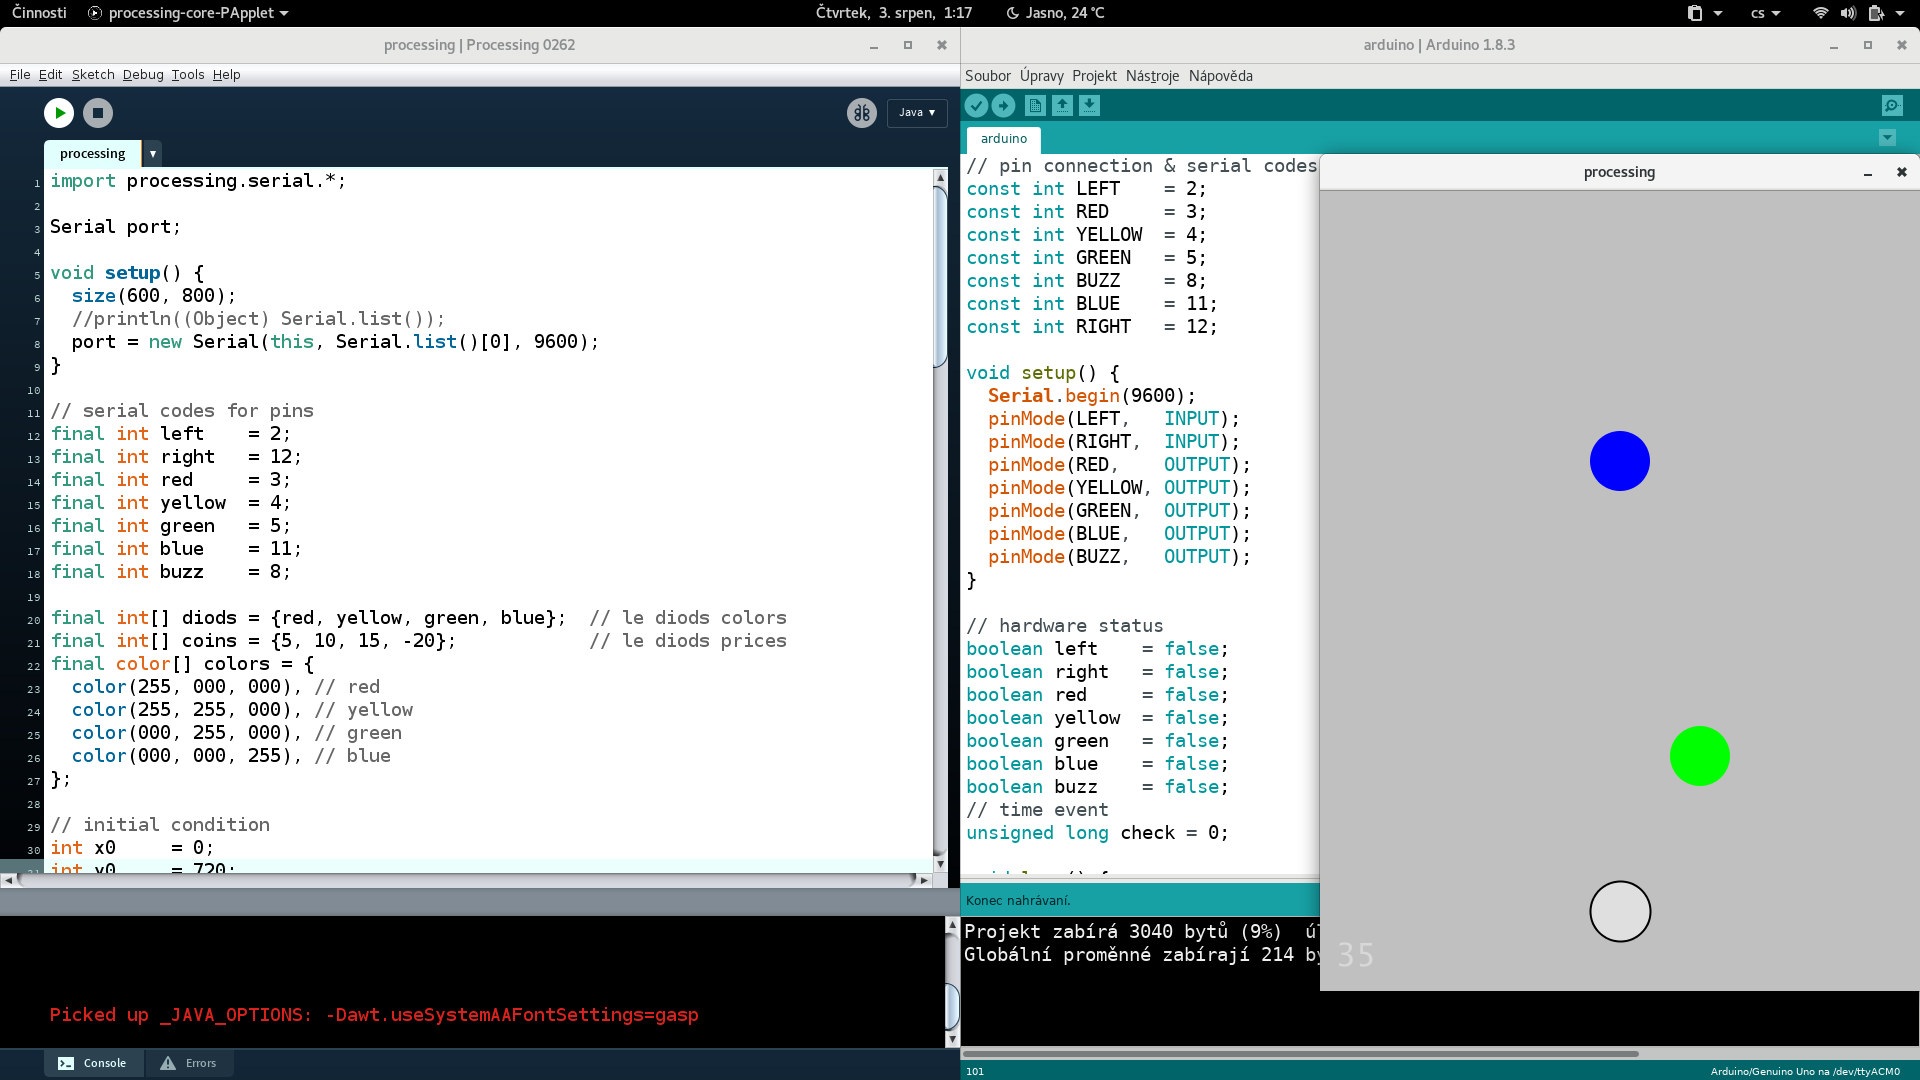 Činnosti processing-core-PApplet Čtvrtek, 3. srpen, 1:17 Jasno, 24 °C cs
processing | Processing 0262
File Edit Sketch Debug Tools Help
Java
processing
1 import processing.serial.*;
2
3 Serial port;
4
5 void setup() {
6 size(600, 800);
7 //println((Object) Serial.list());
8 port = new Serial(this, Serial.list()[0], 9600);
9 }
10
11 // serial codes for pins
12 final int left = 2;
13 final int right = 12;
14 final int red = 3;
15 final int yellow = 4;
16 final int green = 5;
17 final int blue = 11;
18 final int buzz = 8;
19
20 final int[] diods = {red, yellow, green, blue}; // le diods colors
21 final int[] coins = {5, 10, 15, -20}; // le diods prices
22 final color[] colors = {
23 color(255, 000, 000), // red
24 color(255, 255, 000), // yellow
25 color(000, 255, 000), // green
26 color(000, 000, 255), // blue
27 };
28
29 // initial condition
30 int x0 = 0;
31 int y0 = 720;
Picked up _JAVA_OPTIONS: -Dawt.useSystemAAFontSettings=gasp
Console Errors
arduino | Arduino 1.8.3
Soubor Úpravy Projekt Nástroje Nápověda
arduino
// pin connection & serial codes
const int LEFT = 2;
const int RED = 3;
const int YELLOW = 4;
const int GREEN = 5;
const int BUZZ = 8;
const int BLUE = 11;
const int RIGHT = 12;
void setup() {
Serial.begin(9600);
pinMode(LEFT, INPUT);
pinMode(RIGHT, INPUT);
pinMode(RED, OUTPUT);
pinMode(YELLOW, OUTPUT);
pinMode(GREEN, OUTPUT);
pinMode(BLUE, OUTPUT);
pinMode(BUZZ, OUTPUT);
}
// hardware status
boolean left = false;
boolean right = false;
boolean red = false;
boolean yellow = false;
boolean green = false;
boolean blue = false;
boolean buzz = false;
// time event
unsigned long check = 0;
Konec nahrávaní.
Projekt zabírá 3040 bytů (9%)
Globální proměnné zabírají 214
101 Arduino/Genuino Uno na /dev/ttyACM0
processing
35